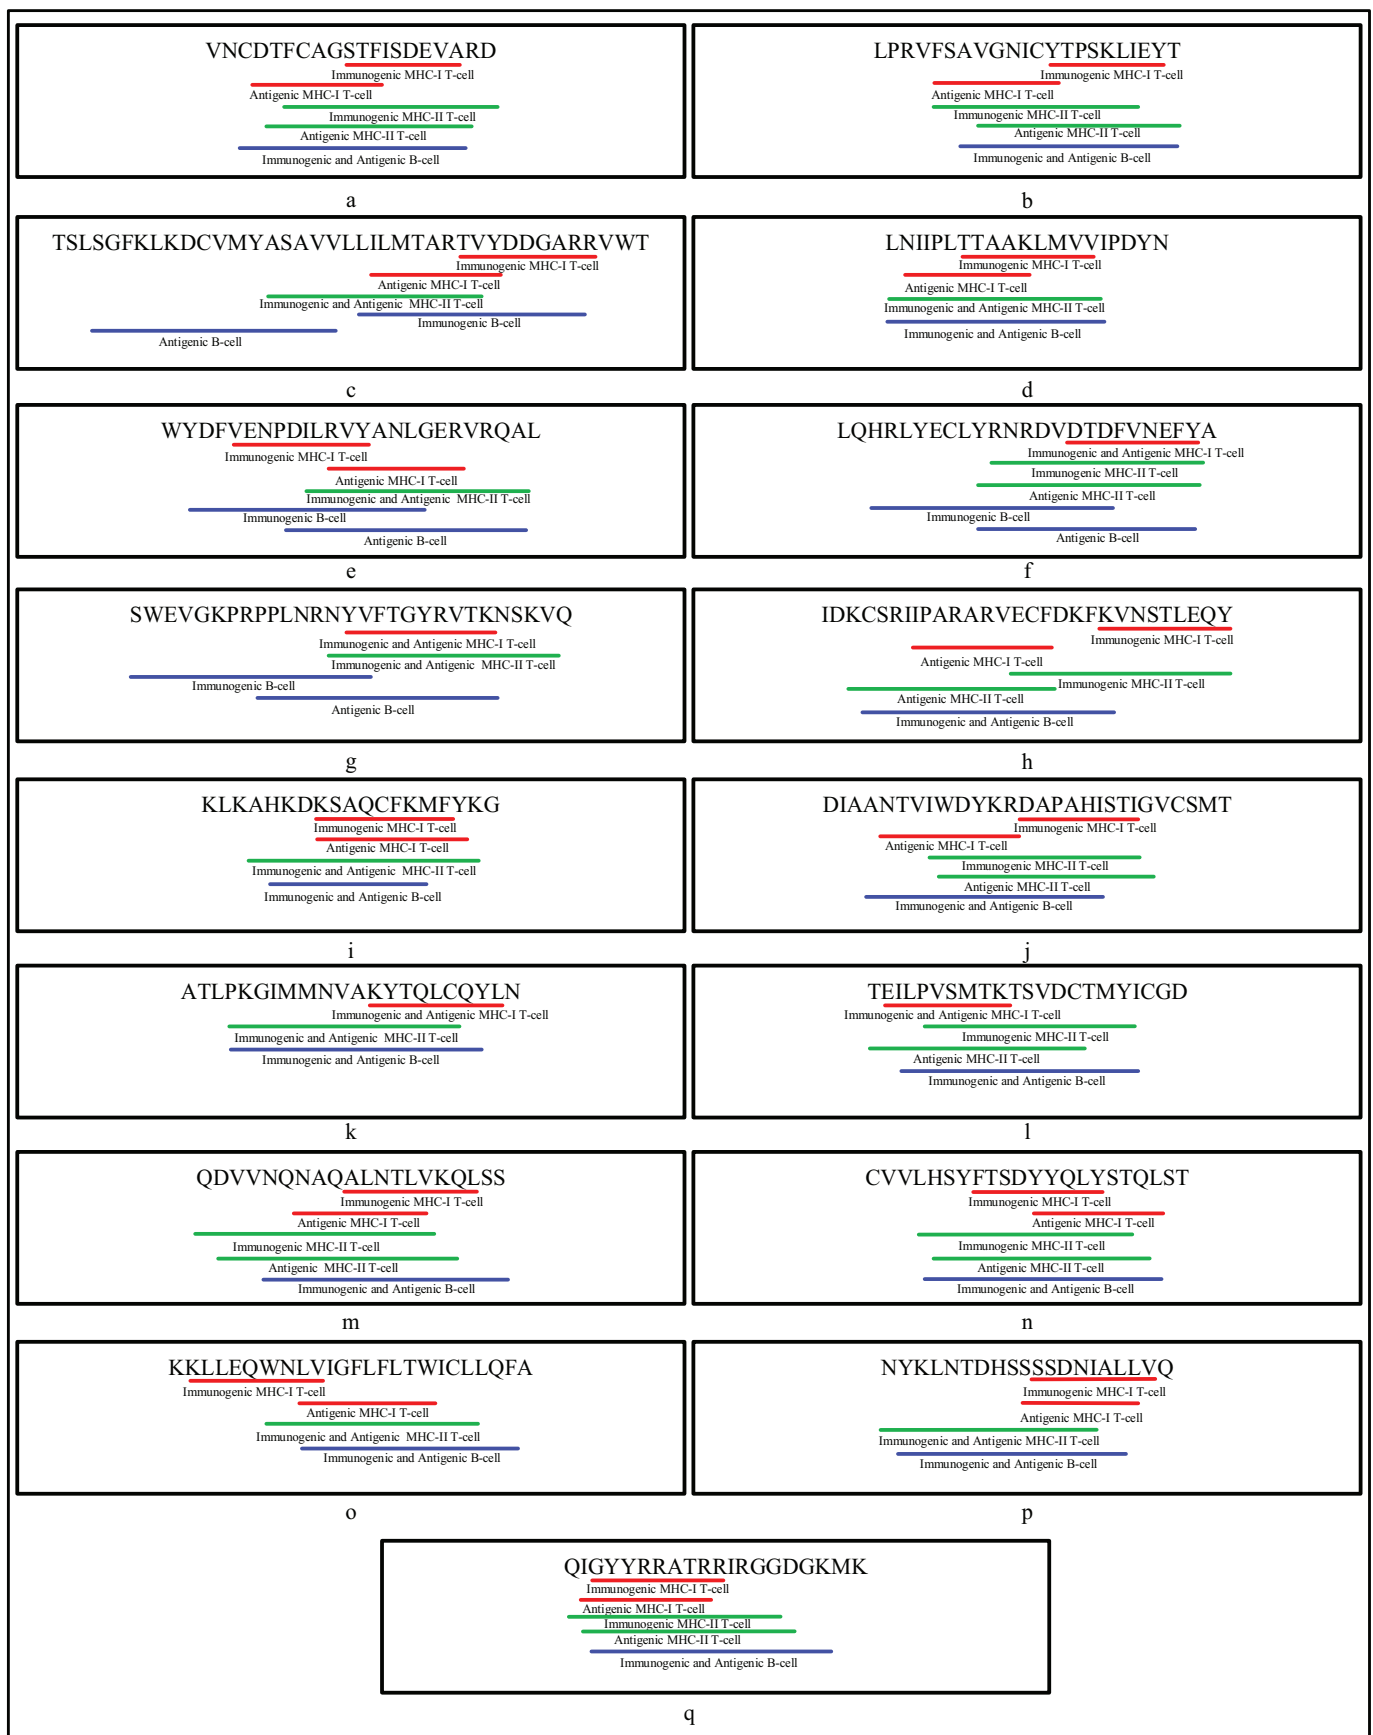 VNCDTFCAGSTFISDEVARD
Immunogenic MHC-I T-cell
Antigenic MHC-I T-cell
Immunogenic MHC-II T-cell
Antigenic MHC-II T-cell
Immunogenic and Antigenic B-cell
a
LPRVFSAVGNICYTPSKLIEYT
Immunogenic MHC-I T-cell
Antigenic MHC-I T-cell
Immunogenic MHC-II T-cell
Antigenic MHC-II T-cell
Immunogenic and Antigenic B-cell
b
TSLSGFKLKDCVMYASAVVLLILMTARTVYDDGARRVWT
Immunogenic MHC-I T-cell
Antigenic MHC-I T-cell
Immunogenic and Antigenic MHC-II T-cell
Immunogenic B-cell
Antigenic B-cell
c
LNIIPLTTAAKLMVVIPDYN
Immunogenic MHC-I T-cell
Antigenic MHC-I T-cell
Immunogenic and Antigenic MHC-II T-cell
Immunogenic and Antigenic B-cell
d
WYDFVENPDILRVYANLGERVRQAL
Immunogenic MHC-I T-cell
Antigenic MHC-I T-cell
Immunogenic and Antigenic MHC-II T-cell
Immunogenic B-cell
Antigenic B-cell
e
LQHRLYECLYRNRDVDTDFVNEFYA
Immunogenic and Antigenic MHC-I T-cell
Immunogenic MHC-II T-cell
Antigenic MHC-II T-cell
Immunogenic B-cell
Antigenic B-cell
f
SWEVGKPRPPLNRNYVFTGYRVTKNSKVQ
Immunogenic and Antigenic MHC-I T-cell
Immunogenic and Antigenic MHC-II T-cell
Immunogenic B-cell
Antigenic B-cell
g
IDKCSRIIPARARVECFDKFKVNSTLEQY
Immunogenic MHC-I T-cell
Antigenic MHC-I T-cell
Immunogenic MHC-II T-cell
Antigenic MHC-II T-cell
Immunogenic and Antigenic B-cell
h
KLKAHKDKSAQCFKMFYKG
Immunogenic MHC-I T-cell
Antigenic MHC-I T-cell
Immunogenic and Antigenic MHC-II T-cell
Immunogenic and Antigenic B-cell
i
DIAANTVIWDYKRDAPAHISTIGVCSMT
Immunogenic MHC-I T-cell
Antigenic MHC-I T-cell
Immunogenic MHC-II T-cell
Antigenic MHC-II T-cell
Immunogenic and Antigenic B-cell
j
ATLPKGIMMNVAKYTQLCQYLN
Immunogenic and Antigenic MHC-I T-cell
Immunogenic and Antigenic MHC-II T-cell
Immunogenic and Antigenic B-cell
k
TEILPVSMTKTSVDCTMYICGD
Immunogenic and Antigenic MHC-I T-cell
Immunogenic MHC-II T-cell
Antigenic MHC-II T-cell
Immunogenic and Antigenic B-cell
l
QDVVNQNAQALNTLVKQLSS
Immunogenic MHC-I T-cell
Antigenic MHC-I T-cell
Immunogenic MHC-II T-cell
Antigenic MHC-II T-cell
Immunogenic and Antigenic B-cell
m
CVVLHSYFTSDYYQLYSTQLST
Immunogenic MHC-I T-cell
Antigenic MHC-I T-cell
Immunogenic MHC-II T-cell
Antigenic MHC-II T-cell
Immunogenic and Antigenic B-cell
n
KKLLEQWNLVIGFLFLTWICLLQFA
Immunogenic MHC-I T-cell
Antigenic MHC-I T-cell
Immunogenic and Antigenic MHC-II T-cell
Immunogenic and Antigenic B-cell
o
NYKLNTDHSSSSDNIALLVQ
Immunogenic MHC-I T-cell
Antigenic MHC-I T-cell
Immunogenic and Antigenic MHC-II T-cell
Immunogenic and Antigenic B-cell
p
QIGYYRRATRRIRGGDGKMK
Immunogenic MHC-I T-cell
Antigenic MHC-I T-cell
Immunogenic MHC-II T-cell
Antigenic MHC-II T-cell
Immunogenic and Antigenic B-cell
q